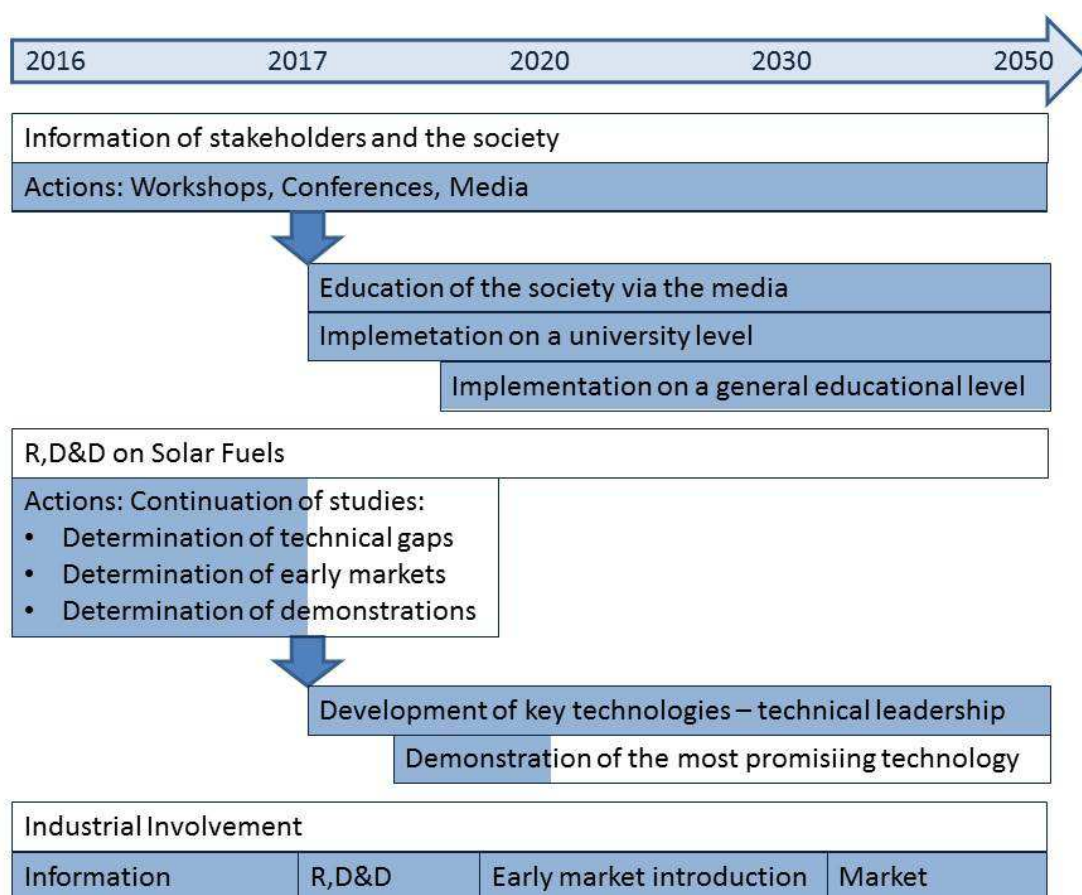 2016 2017 2020 2030 2050
Information of stakeholders and the society
Actions: Workshops, Conferences, Media
Education of the society via the media
Implemetation on a university level
Implementation on a general educational level
R,D&D on Solar Fuels
Actions: Continuation of studies:
• Determination of technical gaps
• Determination of early markets
• Determination of demonstrations
Development of key technologies – technical leadership
Demonstration of the most promisiing technology
Industrial Involvement
Information R,D&D Early market introduction Market